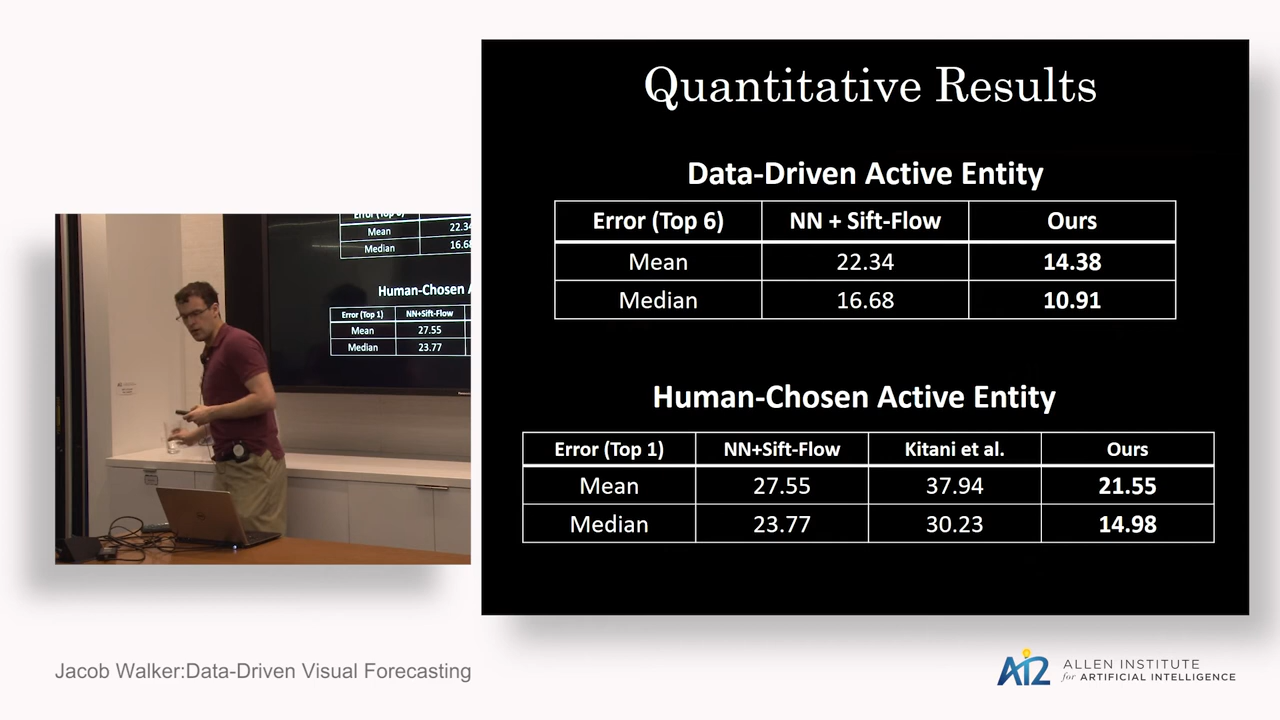 Quantitative Results
Data-Driven Active Entity
Error (Top 6) NN + Sift-Flow Ours
Mean 22.34 14.38
Median 16.68 10.91
Human-Chosen Active Entity
Error (Top 1) NN+Sift-Flow Kitani et al. Ours
Mean 27.55 37.94 21.55
Median 23.77 30.23 14.98
Mean 22.34
Median 16.68
Human-Chosen A
Error (Top 1) NN+Sift-Flow
Mean 27.55
Median 23.77
Jacob Walker:Data-Driven Visual Forecasting
AI2 ALLEN INSTITUTE
for ARTIFICIAL INTELLIGENCE